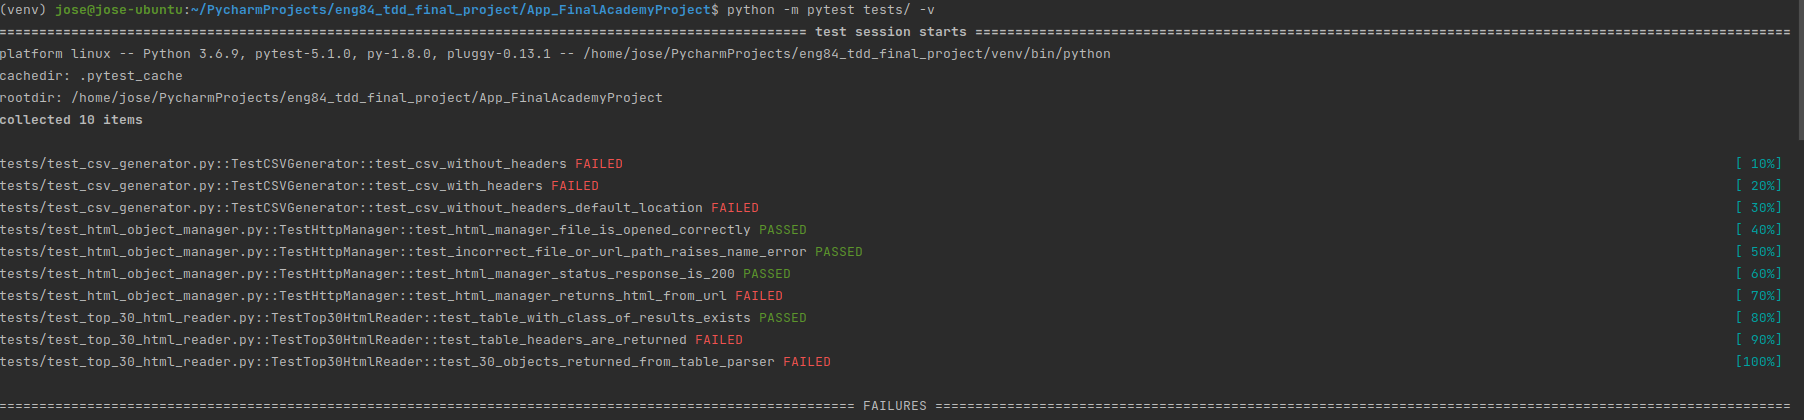 (venv) jose@jose-ubuntu:~/PycharmProjects/eng84_tdd_final_project/App_FinalAcademyProject$ python -m pytest tests/ -v
===================================================================================================== test session starts ======================================================================================================
platform linux -- Python 3.6.9, pytest-5.1.0, py-1.8.0, pluggy-0.13.1 -- /home/jose/PycharmProjects/eng84_tdd_final_project/venv/bin/python
cachedir: .pytest_cache
rootdir: /home/jose/PycharmProjects/eng84_tdd_final_project/App_FinalAcademyProject
collected 10 items
tests/test_csv_generator.py::TestCSVGenerator::test_csv_without_headers FAILED [ 10%]
tests/test_csv_generator.py::TestCSVGenerator::test_csv_with_headers FAILED [ 20%]
tests/test_csv_generator.py::TestCSVGenerator::test_csv_without_headers_default_location FAILED [ 30%]
tests/test_html_object_manager.py::TestHttpManager::test_html_manager_file_is_opened_correctly PASSED [ 40%]
tests/test_html_object_manager.py::TestHttpManager::test_incorrect_file_or_url_path_raises_name_error PASSED [ 50%]
tests/test_html_object_manager.py::TestHttpManager::test_html_manager_status_response_is_200 PASSED [ 60%]
tests/test_html_object_manager.py::TestHttpManager::test_html_manager_returns_html_from_url FAILED [ 70%]
tests/test_top_30_html_reader.py::TestTop30HtmlReader::test_table_with_class_of_results_exists PASSED [ 80%]
tests/test_top_30_html_reader.py::TestTop30HtmlReader::test_table_headers_are_returned FAILED [ 90%]
tests/test_top_30_html_reader.py::TestTop30HtmlReader::test_30_objects_returned_from_table_parser FAILED [100%]
=========================================================================================================== FAILURES ===========================================================================================================